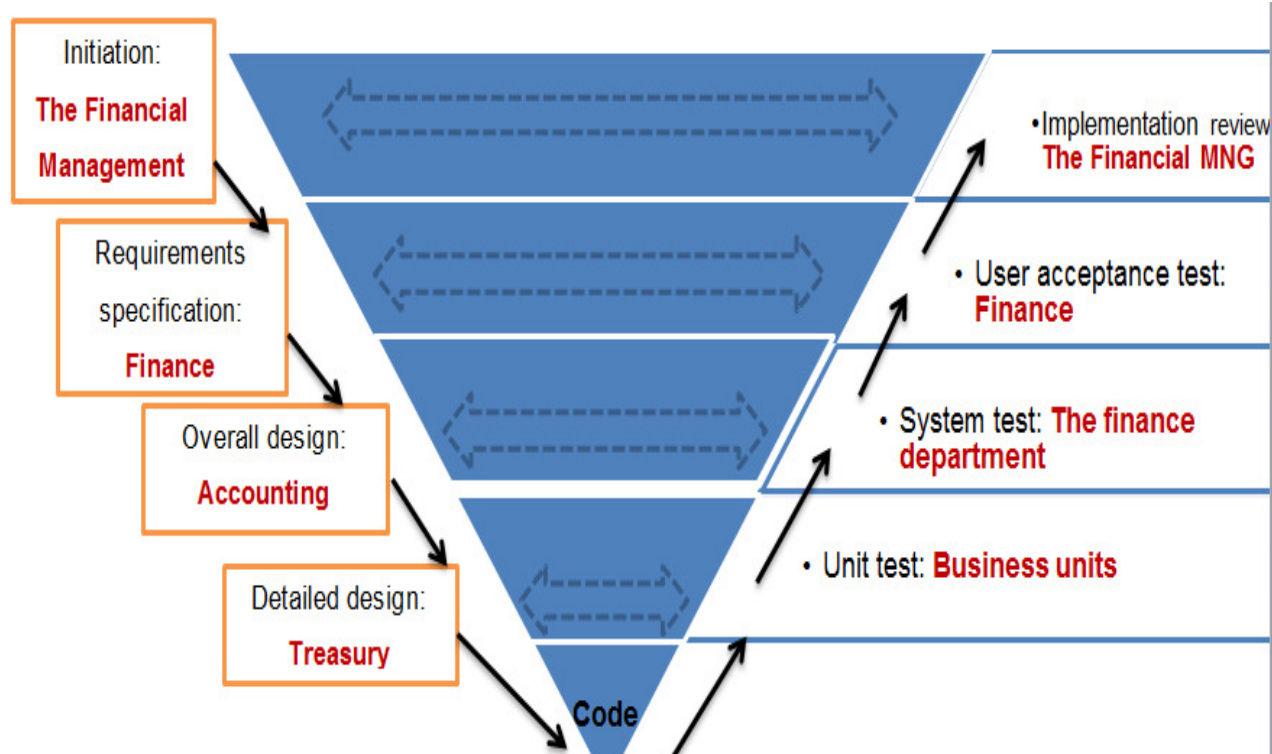 Initiation:
The Financial
Management
Requirements
specification:
Finance
Overall design:
Accounting
Detailed design:
Treasury
Code
•Implementation review
The Financial MNG
• User acceptance test:
Finance
• System test: The finance
department
• Unit test: Business units